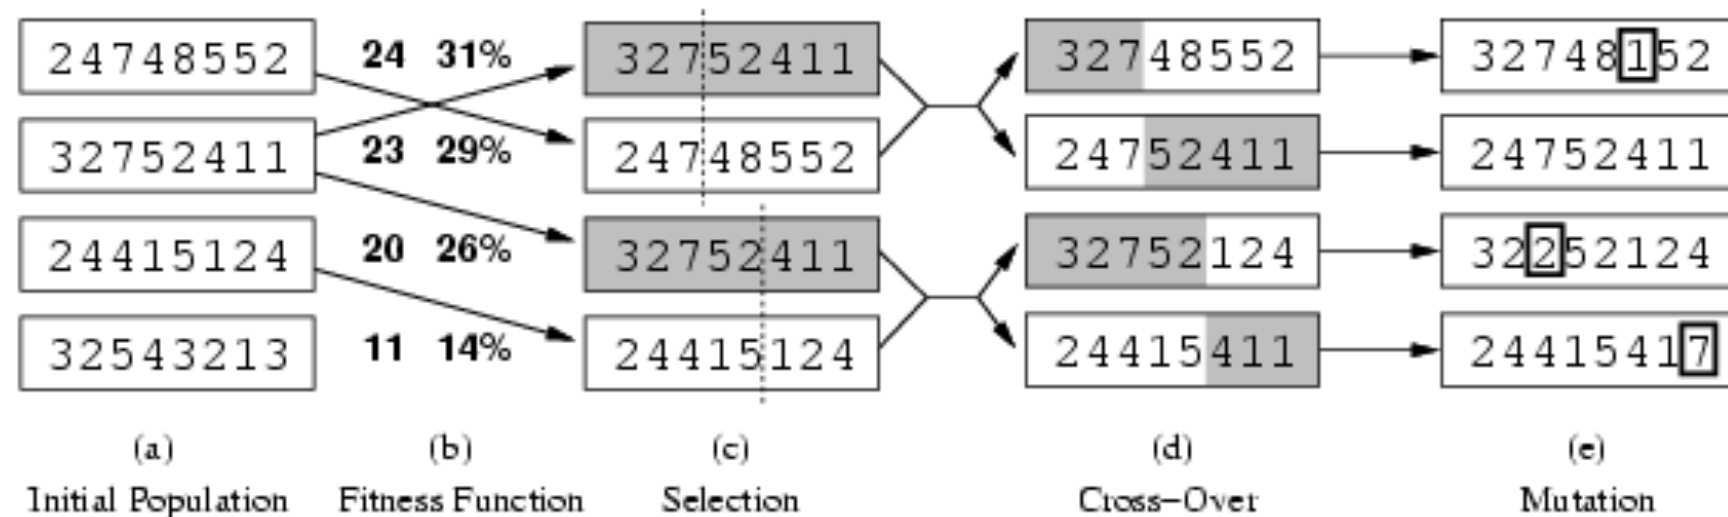 24748552 24 31% 32752411 32748552 32748152
32752411 23 29% 24748552 24752411 24752411
24415124 20 26% 32752411 32752124 32252124
32543213 11 14% 24415124 24415411 24415417
(a) (b) (c) (d) (e)
Initial Population Fitness Function Selection Cross-Over Mutation